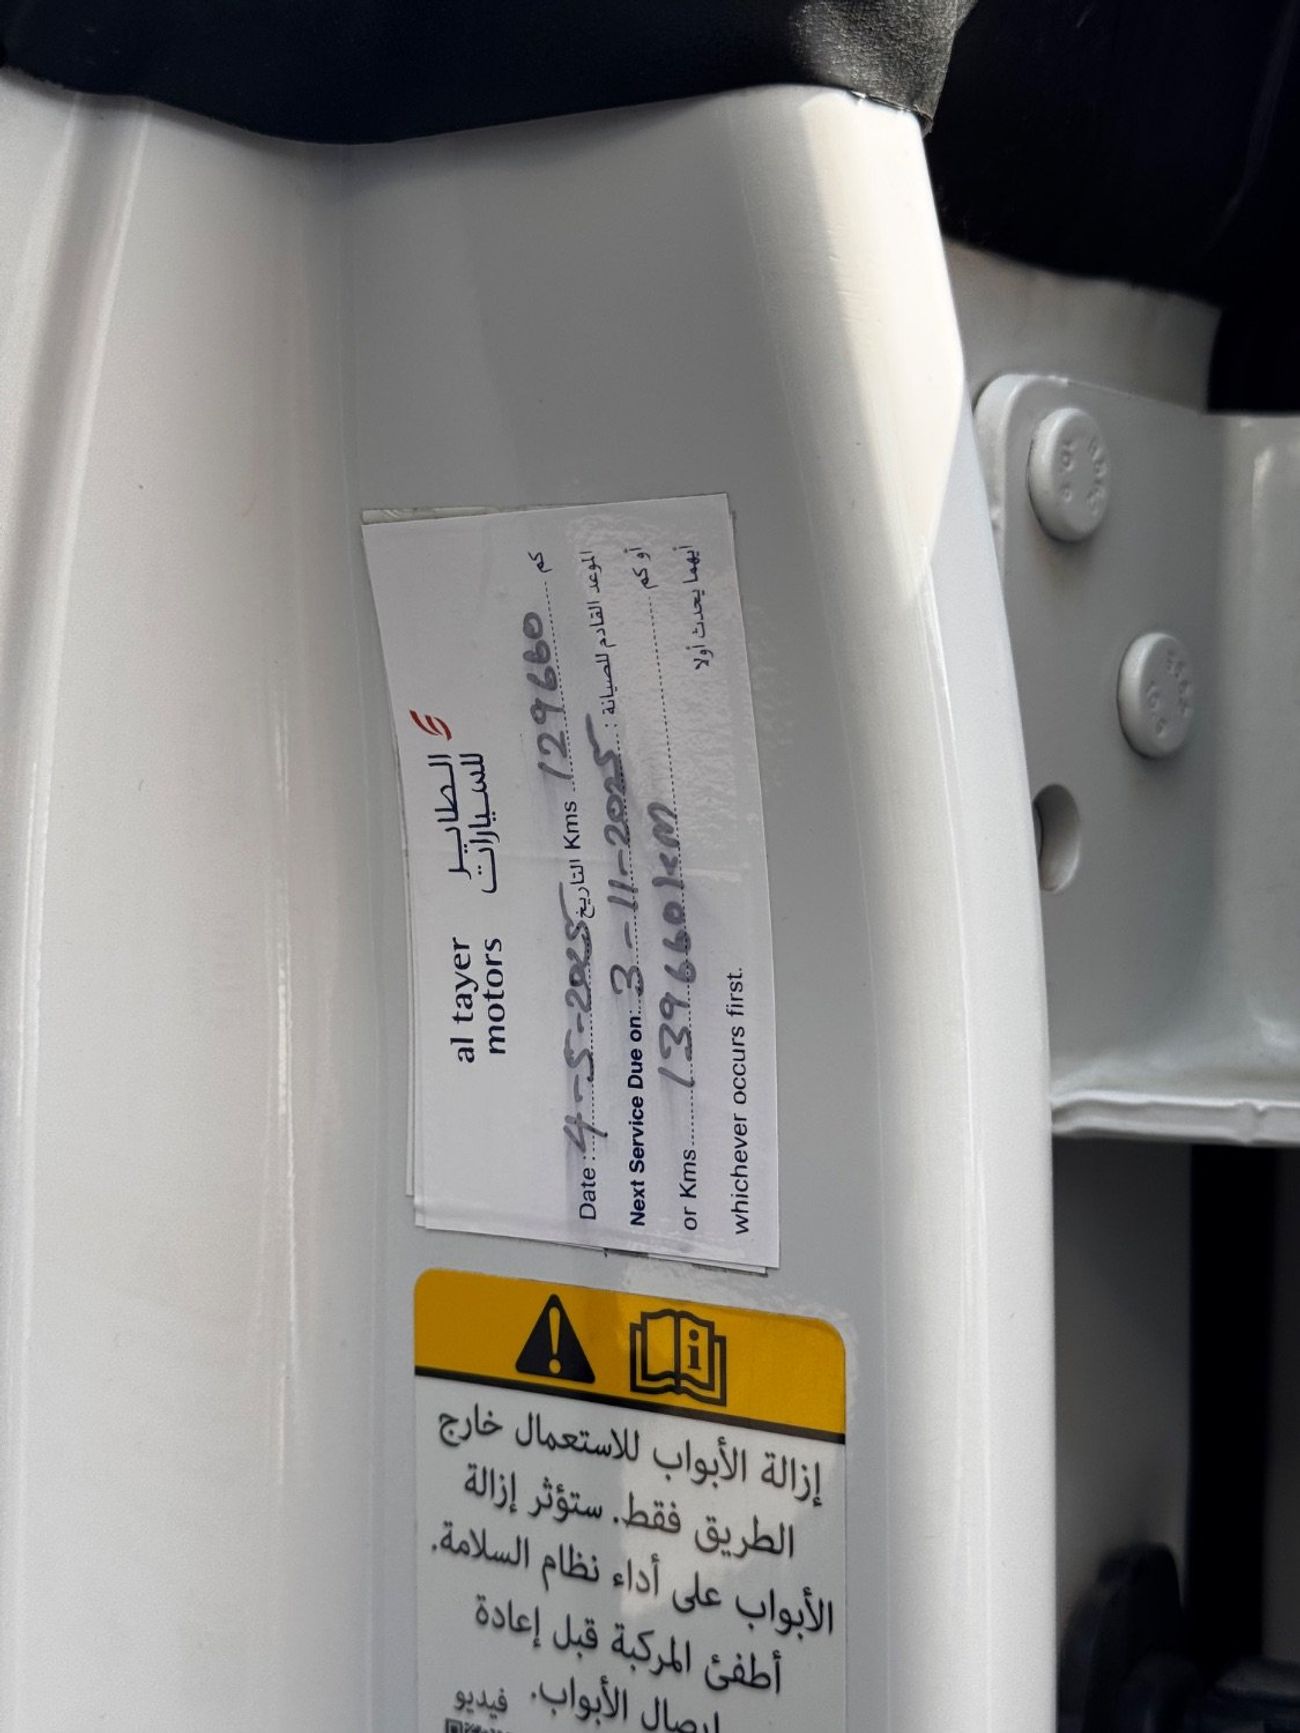 al tayer الطاير
motors للسيارات
Date : 4-5-2025 التاريخ Kms 129660 كم
Next Service Due on: 3-11-2025 : الموعد القادم للصيانة
or Kms 139660 KM أو كم
whichever occurs first. أيهما يحدث أولا
إزالة الأبواب للاستعمال خارج
الطريق فقط. ستؤثر إزالة
الأبواب على أداء نظام السلامة.
أطفئ المركبة قبل إعادة
إيصال الأبواب. فيديو